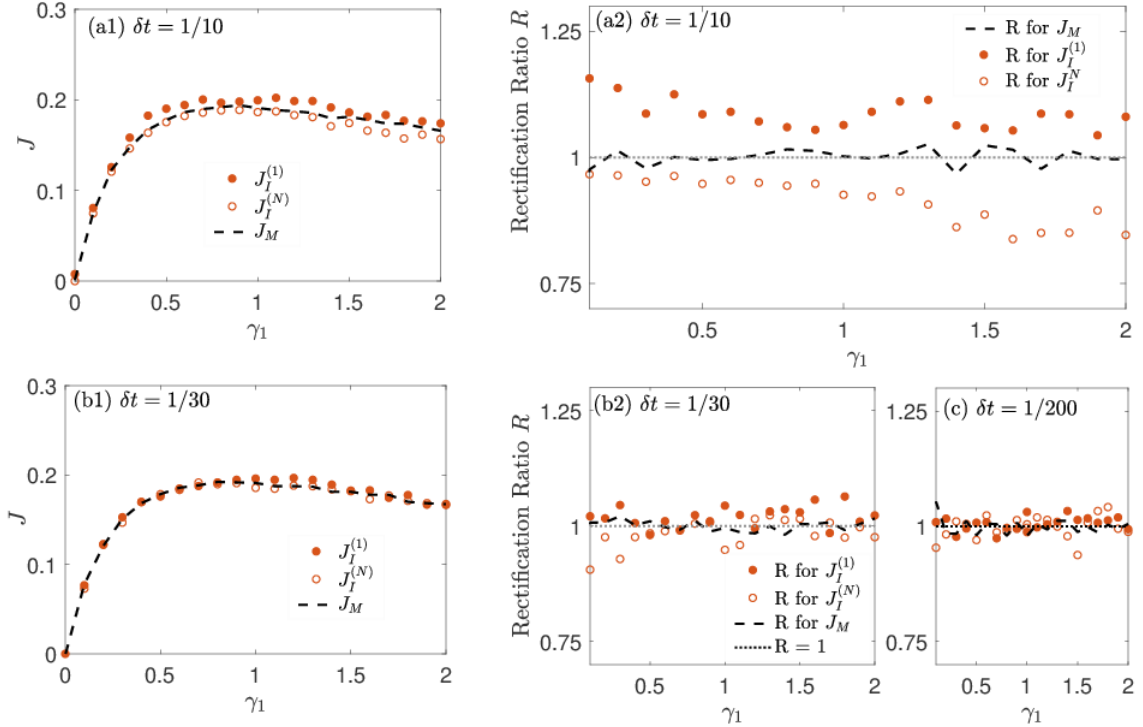 (a1) δt = 1/10
0.3
0.2
0.1
0
J
J_I^{(1)}
J_I^{(N)}
J_M
0 0.5 1 1.5 2
γ_1
(a2) δt = 1/10
1.25
1
0.75
Rectification Ratio R
R for J_M
R for J_I^{(1)}
R for J_I^N
0.5 1 1.5 2
γ_1
(b1) δt = 1/30
0.3
0.2
0.1
0
J
J_I^{(1)}
J_I^{(N)}
J_M
0 0.5 1 1.5 2
γ_1
(b2) δt = 1/30
1.25
1
0.75
Rectification Ratio R
R for J_I^{(1)}
R for J_I^{(N)}
R for J_M
R = 1
0.5 1 1.5 2
γ_1
(c) δt = 1/200
1.25
1
0.75
0.5 1 1.5 2
γ_1